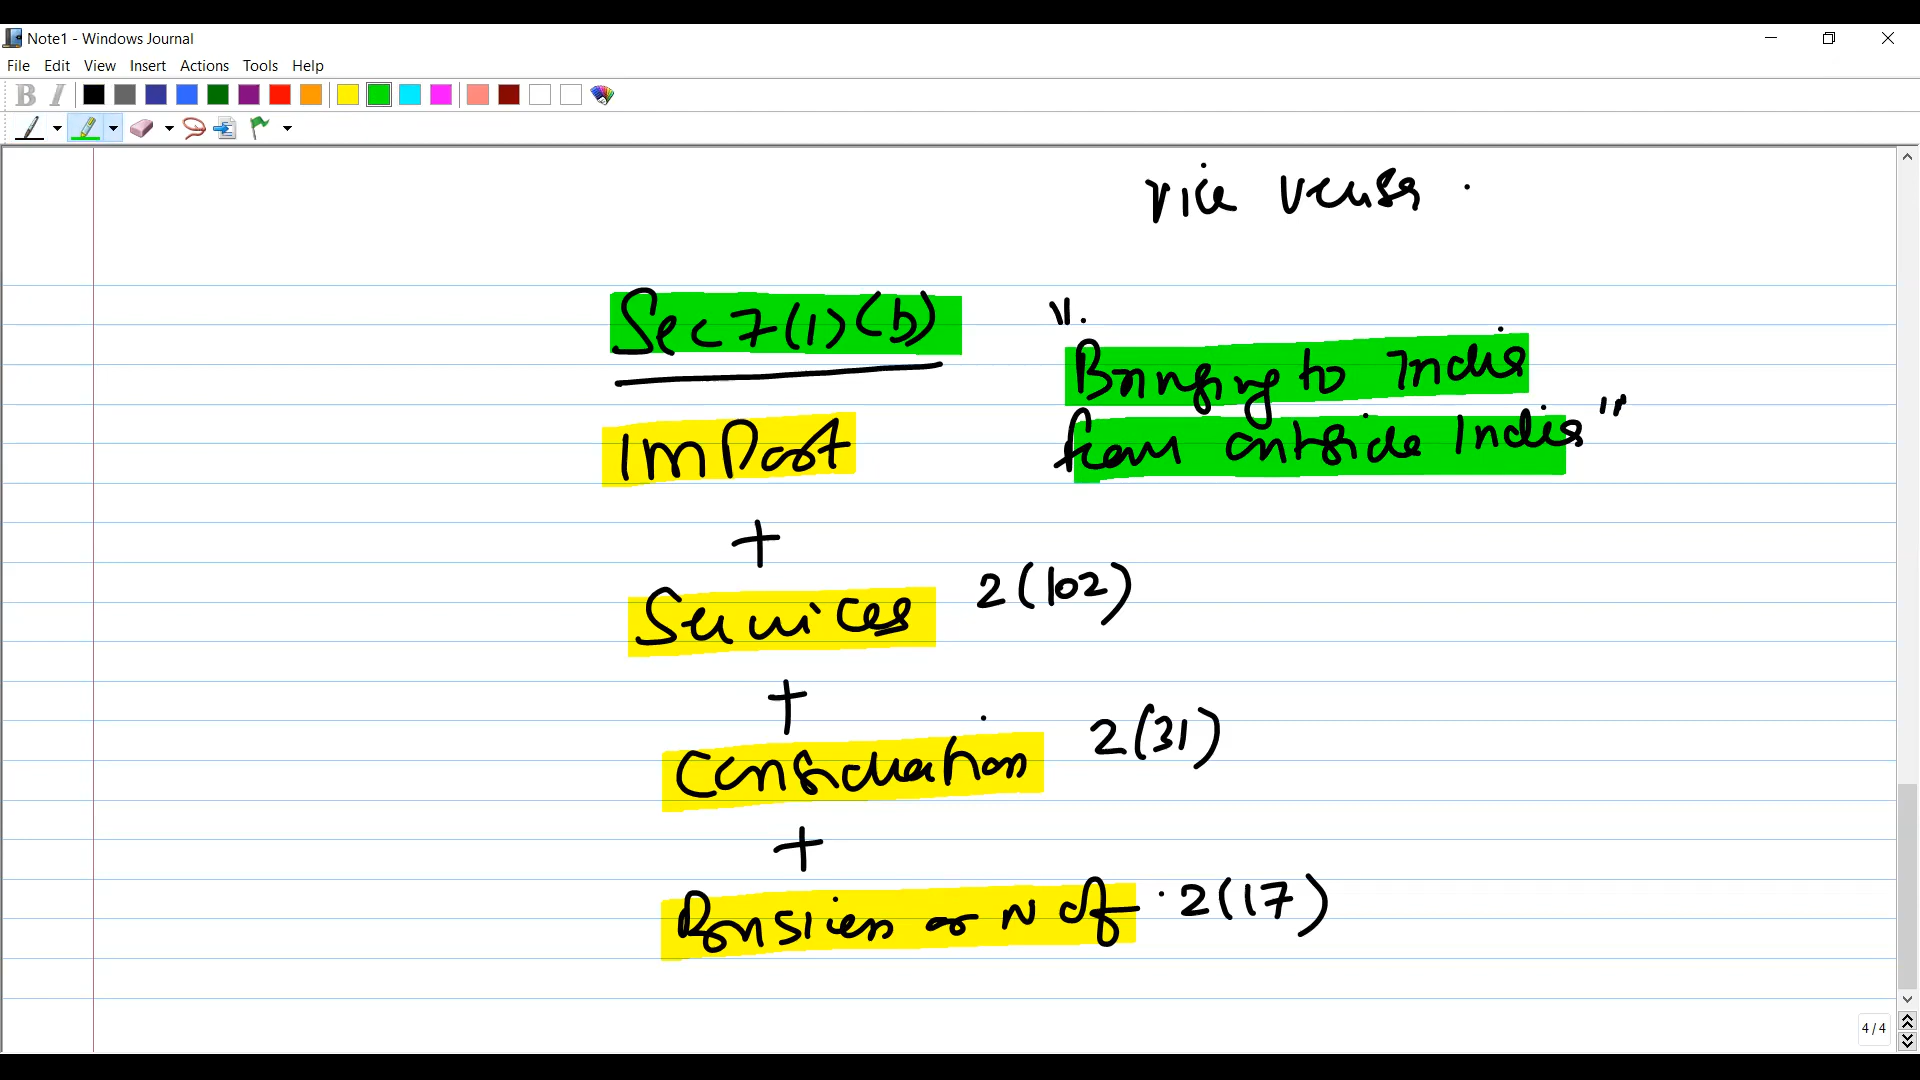 Note1 - Windows Journal
File Edit View Insert Actions Tools Help
B I
vice versa .
Sec 7(1)(b)
"
Bringing to India
from outside India"
Import
+
Services 2(102)
+
Consideration 2(31)
+
or N of 2(17)
4 / 4